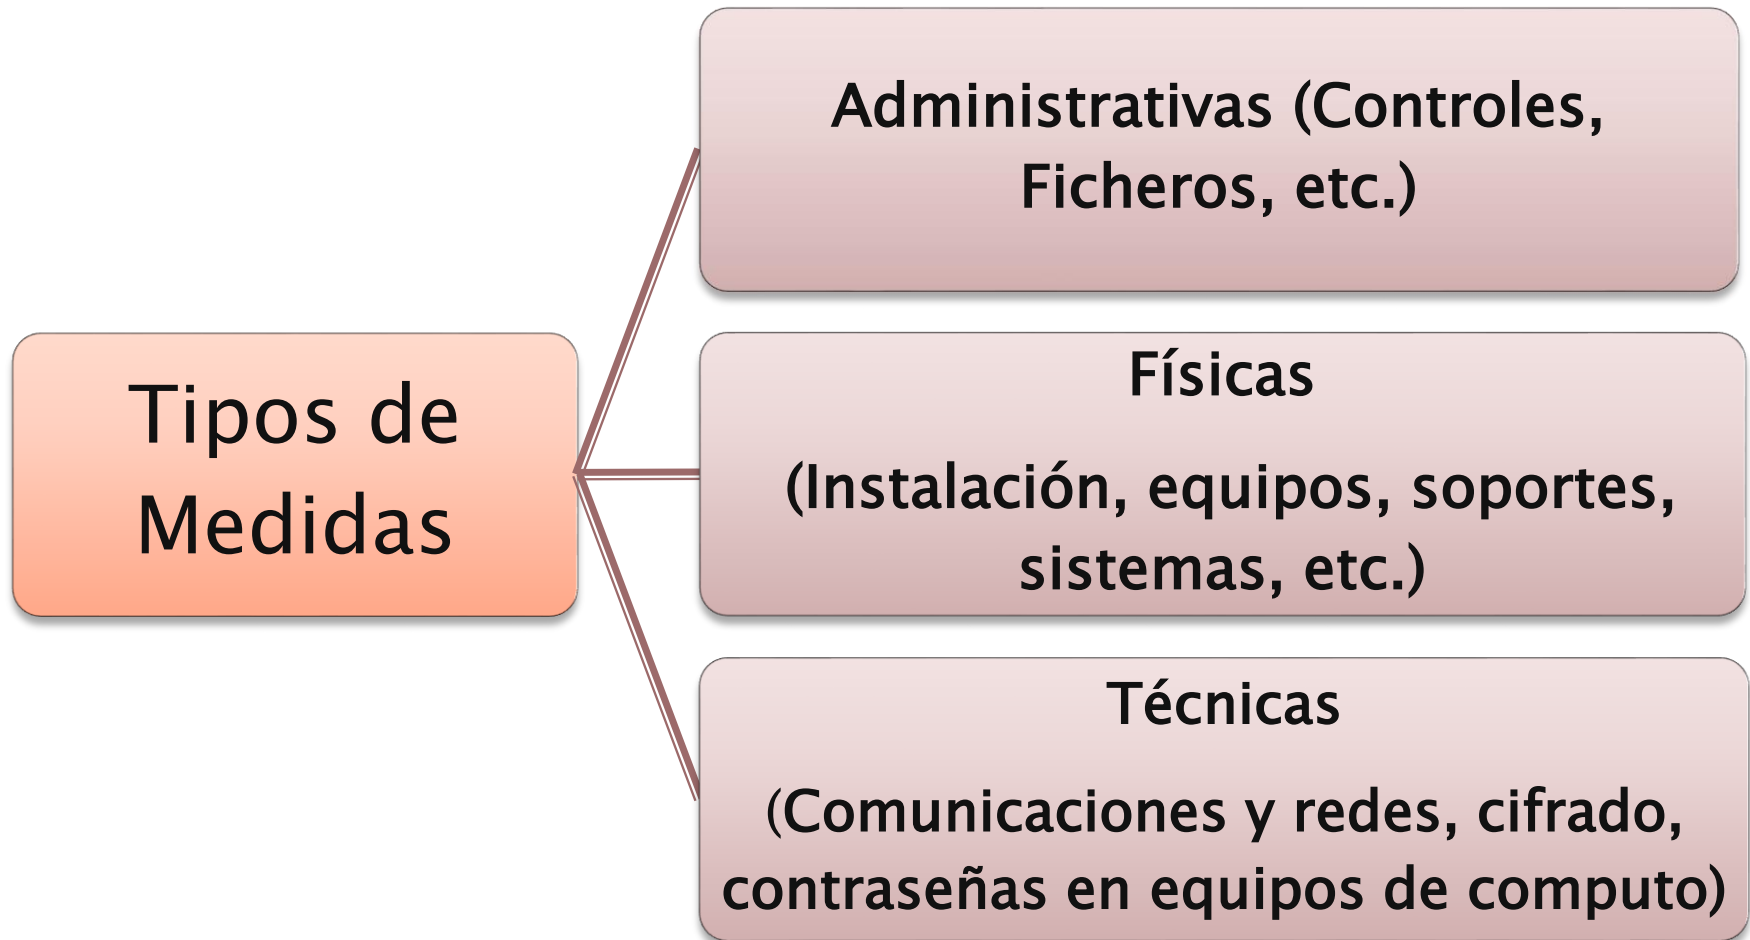 Tipos de
Medidas
Administrativas (Controles,
Ficheros, etc.)
Físicas
(Instalación, equipos, soportes,
sistemas, etc.)
Técnicas
(Comunicaciones y redes, cifrado,
contraseñas en equipos de computo)